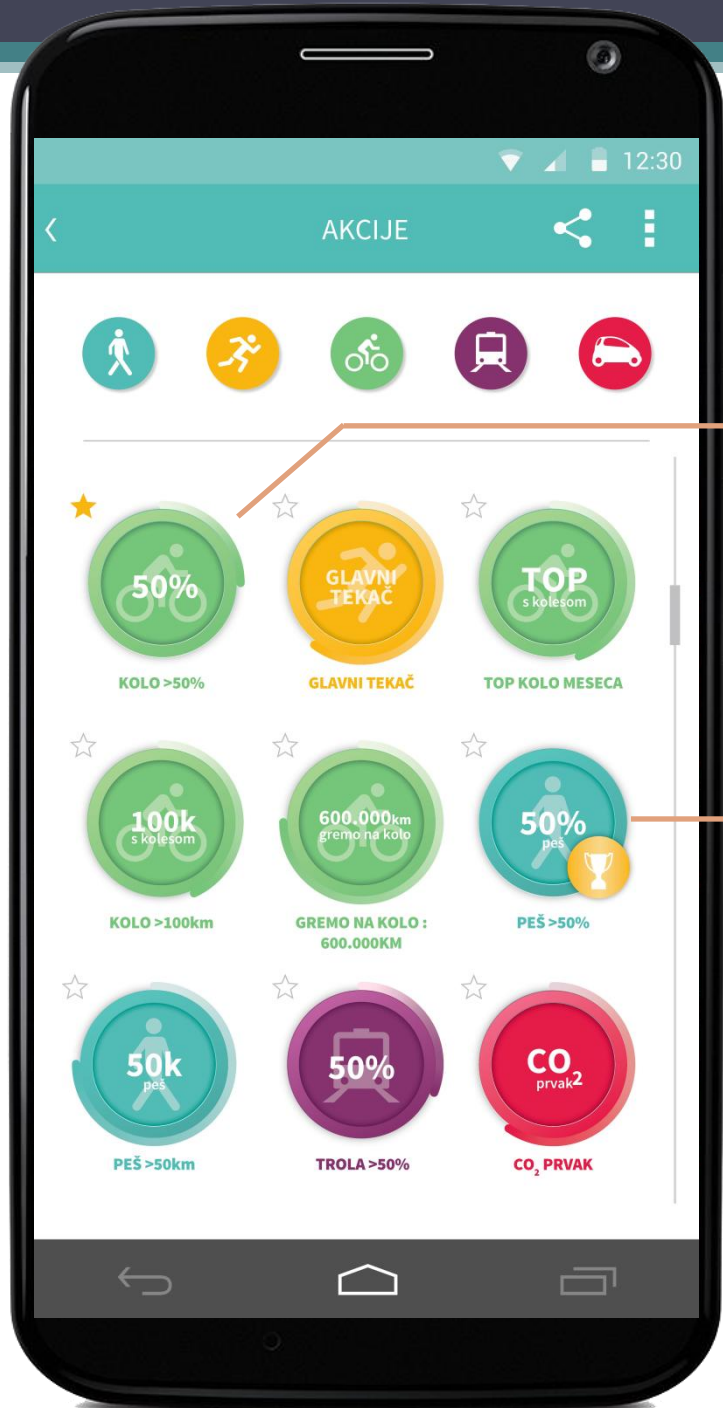 12:30
AKCIJE
50%
GLAVNI
TEKAČ
TOP
s kolesom
KOLO >50%
GLAVNI TEKAČ
TOP KOLO MESECA
100k
s kolesom
600.000km
gremo na kolo
50%
peš
KOLO >100km
GREMO NA KOLO :
600.000KM
PEŠ >50%
50k
peš
50%
CO2
prvak
PEŠ >50km
TROLA >50%
CO2 PRVAK